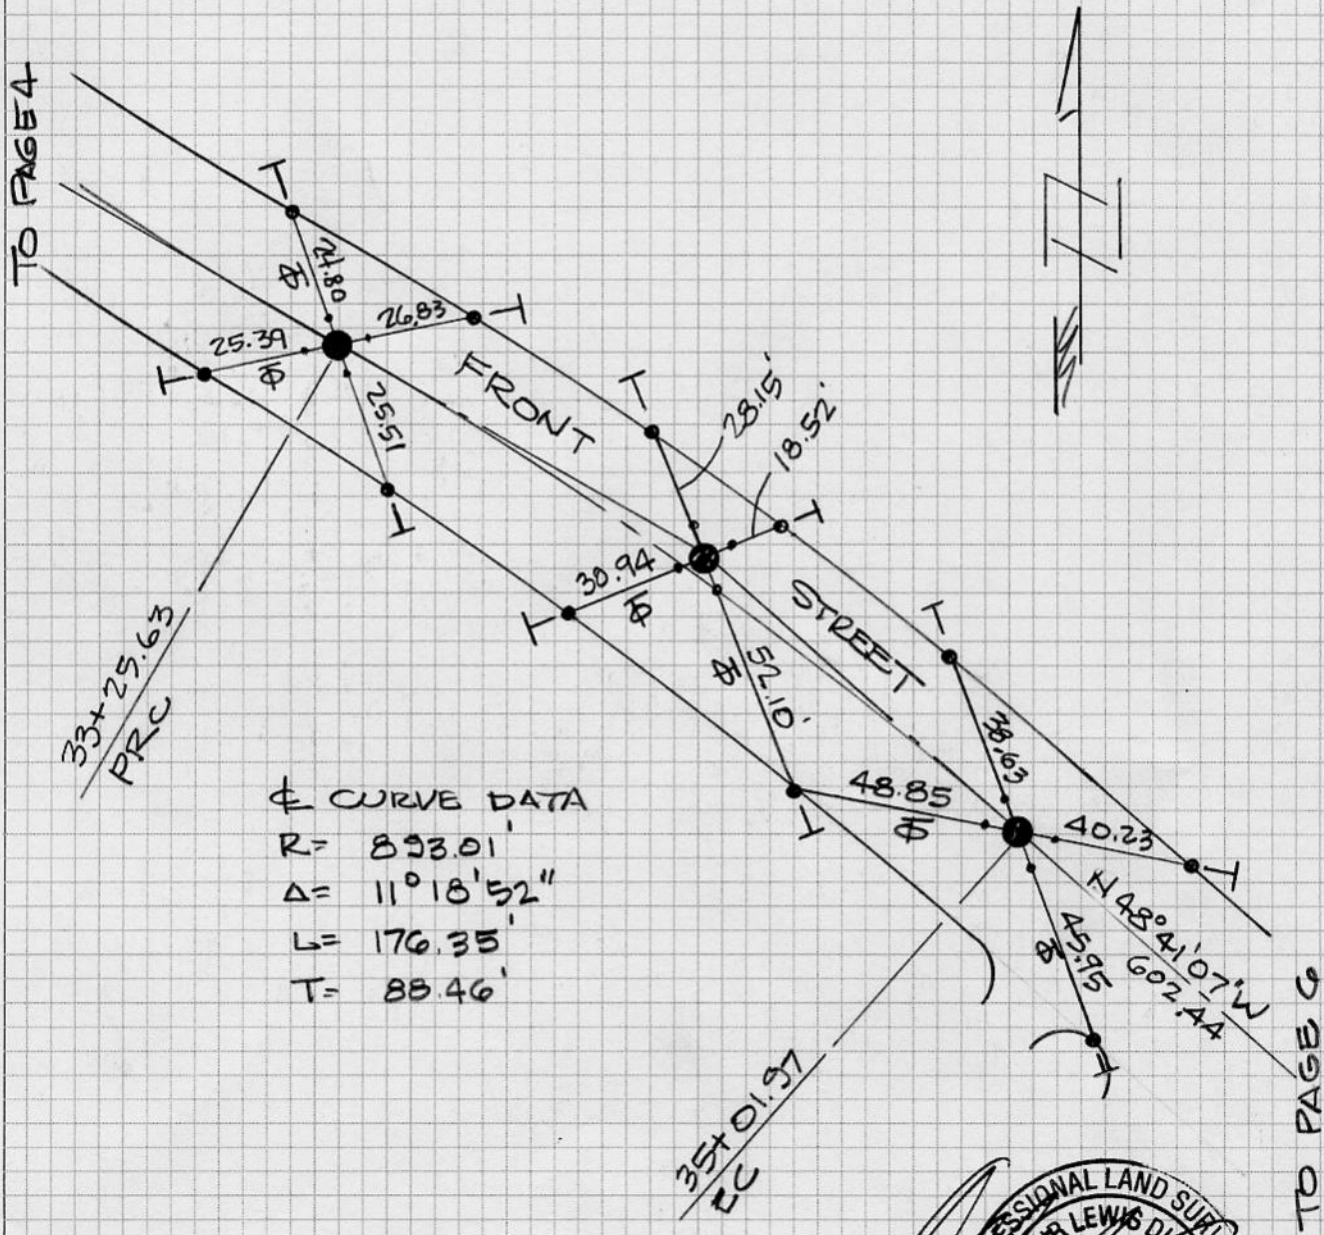 TO PAGE 4
T
24.80
26.83
T
25.39
T
25.51
T
FRONT
T
28.15'
18.52'
T
30.94
T
STREET
T
52.10'
33+25.63
PRC
38.63
48.85
T
40.23
T
℄ CURVE DATA
R= 893.01'
Δ= 11°18'52"
L= 176.35'
T= 88.46'
N 48°41'07" W
602.44
45.95
T
35+01.97
EC
TO PAGE 6
SSIONAL LAND SUR
LEWIS